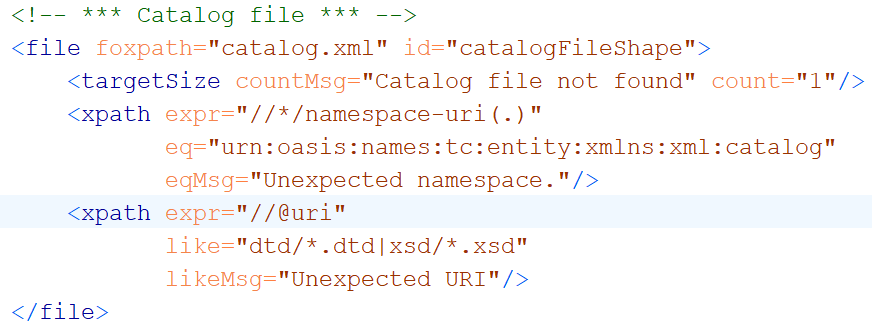 <!-- *** Catalog file *** -->
<file foxpath="catalog.xml" id="catalogFileShape">
    <targetSize countMsg="Catalog file not found" count="1"/>
    <xpath expr="//*/namespace-uri(.)"
           eq="urn:oasis:names:tc:entity:xmlns:xml:catalog"
           eqMsg="Unexpected namespace."/>
    <xpath expr="//@uri"
           like="dtd/*.dtd|xsd/*.xsd"
           likeMsg="Unexpected URI"/>
</file>